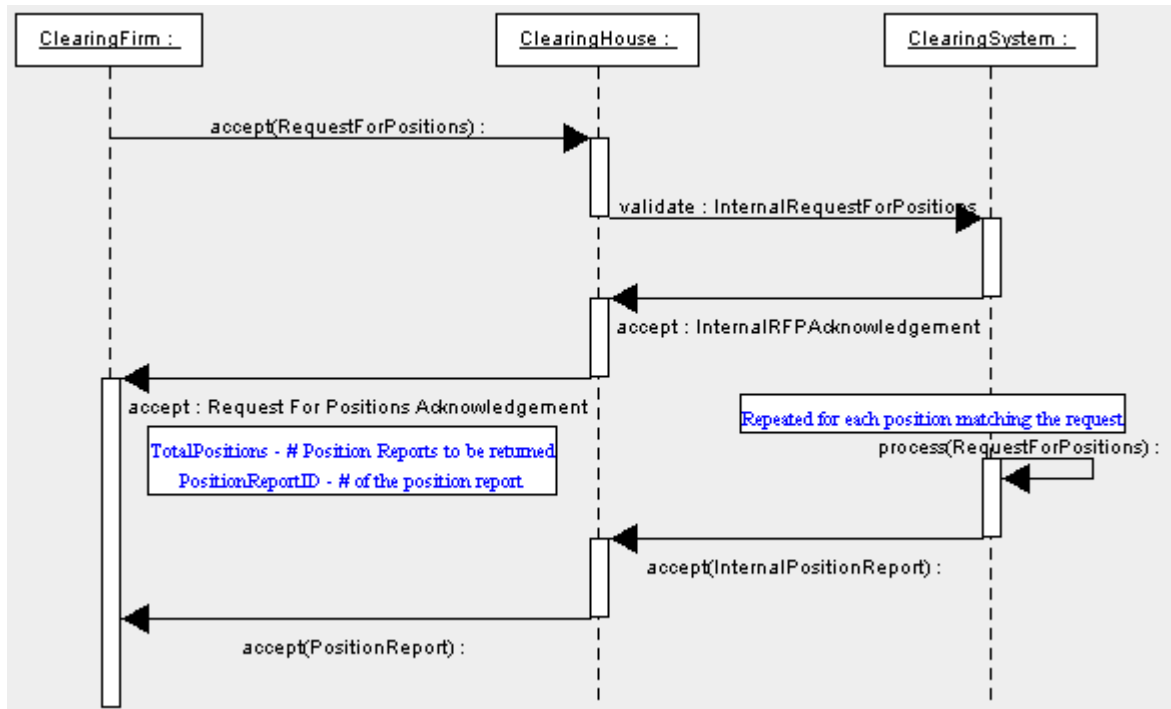 ClearingFirm :
ClearingHouse :
ClearingSystem :
accept(RequestForPositions) :
validate : InternalRequestForPositions
accept : InternalRFPAcknowledgement
accept : Request For Positions Acknowledgement
Repeated for each position matching the request
TotalPositions - # Position Reports to be returned
PositionReportID - # of the position report
process(RequestForPositions) :
accept(InternalPositionReport) :
accept(PositionReport) :